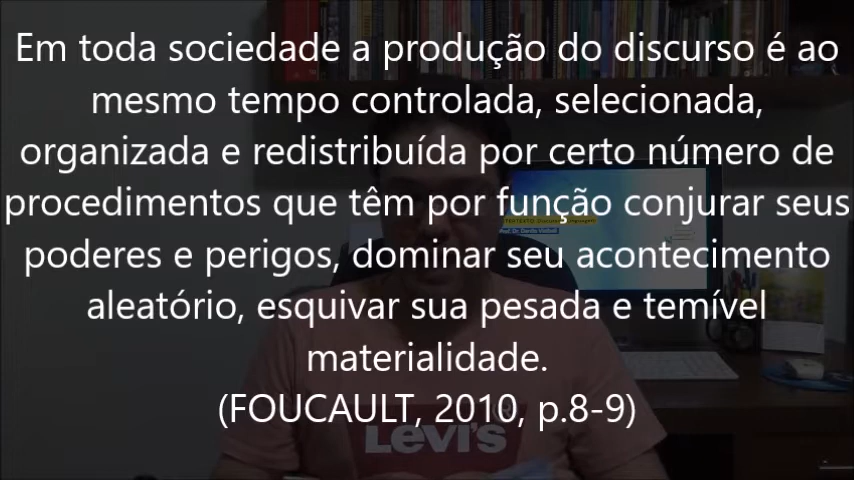 Em toda sociedade a produção do discurso é ao
mesmo tempo controlada, selecionada,
organizada e redistribuída por certo número de
procedimentos que têm por função conjurar seus
poderes e perigos, dominar seu acontecimento
aleatório, esquivar sua pesada e temível
materialidade.
(FOUCAULT, 2010, p.8-9)
Levi's